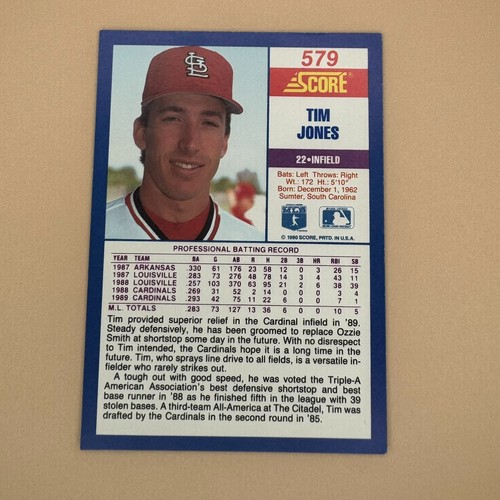 579
SCORE
TIM
JONES
22•INFIELD
Bats: Left Throws: Right
Wt.: 172 Ht.: 5'10"
Born: December 1, 1962
Sumter, South Carolina
© 1990 SCORE, PRTD. IN U.S.A.
PROFESSIONAL BATTING RECORD
YEAR TEAM BA G AB R H 2B 3B HR RBI SB
1987 ARKANSAS .330 61 176 23 58 12 0 3 26 15
1987 LOUISVILLE .283 73 276 48 78 14 3 4 43 11
1988 LOUISVILLE .257 103 370 63 95 21 2 6 38 39
1988 CARDINALS .269 31 52 2 14 0 0 0 3 4
1989 CARDINALS .293 42 75 11 22 6 0 0 7 1
M.L. TOTALS .283 73 127 13 36 6 0 0 10 5
Tim provided superior relief in the Cardinal infield in '89.
Steady defensively, he has been groomed to replace Ozzie
Smith at shortstop some day in the future. With no disrespect
to Tim intended, the Cardinals hope it is a long time in the
future. Tim, who sprays line drive to all fields, is a versatile in-
fielder who rarely strikes out.
A tough out with good speed, he was voted the Triple-A
American Association's best defensive shortstop and best
base runner in '88 as he finished fifth in the league with 39
stolen bases. A third-team All-America at The Citadel, Tim was
drafted by the Cardinals in the second round in '85.